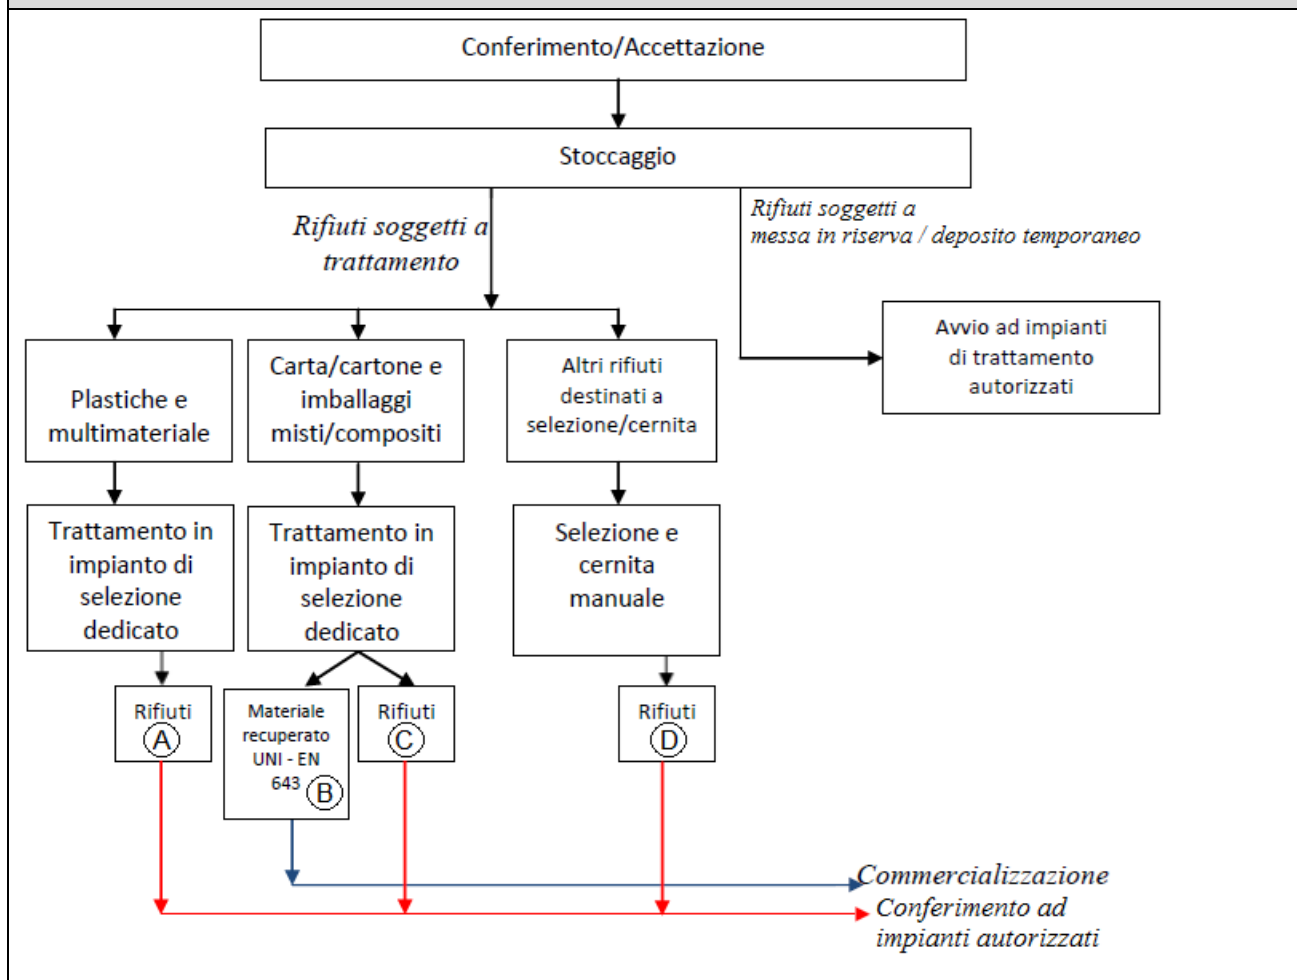 Conferimento/Accettazione
Stoccaggio
Rifiuti soggetti a
trattamento
Rifiuti soggetti a
messa in riserva / deposito temporaneo
Avvio ad impianti
di trattamento
autorizzati
Plastiche e
multimateriale
Carta/cartone e
imballaggi
misti/compositi
Altri rifiuti
destinati a
selezione/cernita
Trattamento in
impianto di
selezione
dedicato
Trattamento in
impianto di
selezione
dedicato
Selezione e
cernita
manuale
Rifiuti
A
Materiale
recuperato
UNI - EN
643 B
Rifiuti
C
Rifiuti
D
Commercializzazione
Conferimento ad
impianti autorizzati